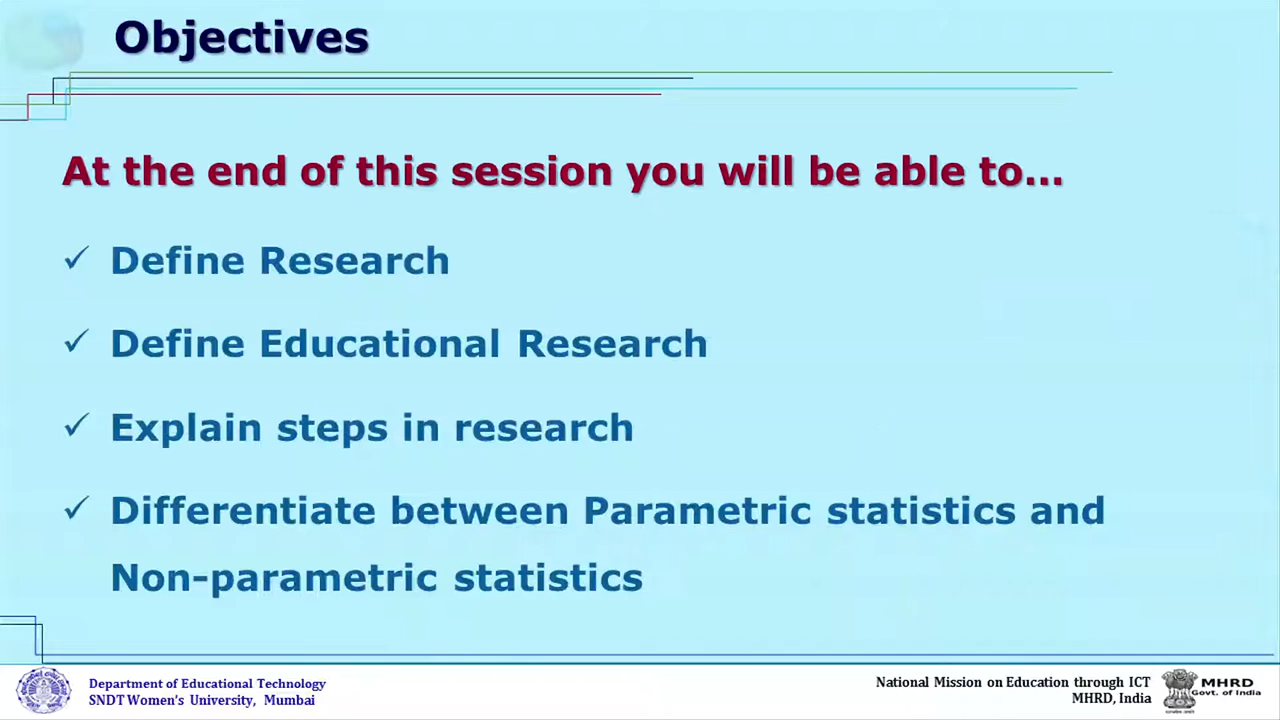 Objectives
At the end of this session you will be able to...
✓ Define Research
✓ Define Educational Research
✓ Explain steps in research
✓ Differentiate between Parametric statistics and
Non-parametric statistics
Department of Educational Technology
SNDT Women's University, Mumbai
National Mission on Education through ICT
MHRD, India
MHRD
Govt. of India